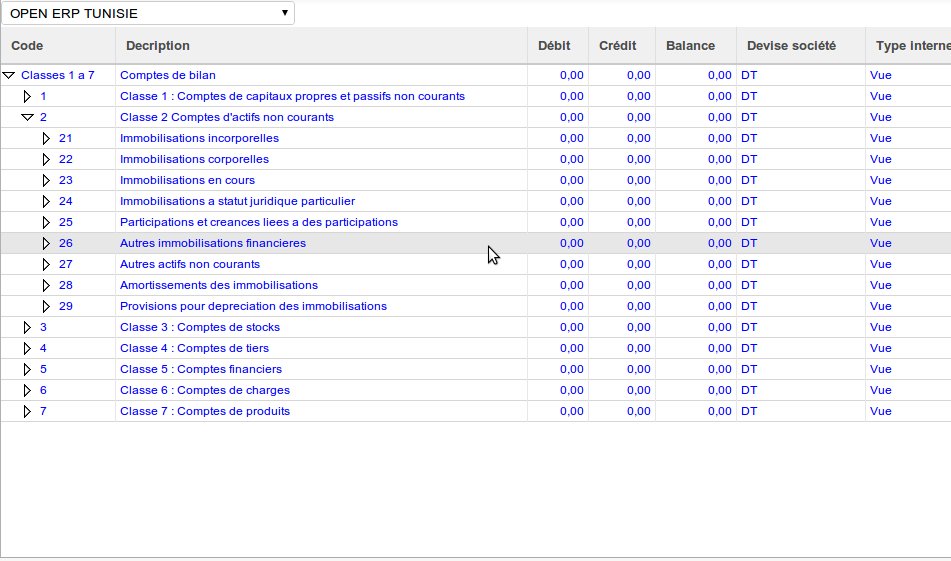 OPEN ERP TUNISIE
Code Decription Débit Crédit Balance Devise société Type interne
Classes 1 a 7 Comptes de bilan 0,00 0,00 0,00 DT Vue
1 Classe 1 : Comptes de capitaux propres et passifs non courants 0,00 0,00 0,00 DT Vue
2 Classe 2 Comptes d'actifs non courants 0,00 0,00 0,00 DT Vue
21 Immobilisations incorporelles 0,00 0,00 0,00 DT Vue
22 Immobilisations corporelles 0,00 0,00 0,00 DT Vue
23 Immobilisations en cours 0,00 0,00 0,00 DT Vue
24 Immobilisations a statut juridique particulier 0,00 0,00 0,00 DT Vue
25 Participations et creances liees a des participations 0,00 0,00 0,00 DT Vue
26 Autres immobilisations financieres 0,00 0,00 0,00 DT Vue
27 Autres actifs non courants 0,00 0,00 0,00 DT Vue
28 Amortissements des immobilisations 0,00 0,00 0,00 DT Vue
29 Provisions pour depreciation des immobilisations 0,00 0,00 0,00 DT Vue
3 Classe 3 : Comptes de stocks 0,00 0,00 0,00 DT Vue
4 Classe 4 : Comptes de tiers 0,00 0,00 0,00 DT Vue
5 Classe 5 : Comptes financiers 0,00 0,00 0,00 DT Vue
6 Classe 6 : Comptes de charges 0,00 0,00 0,00 DT Vue
7 Classe 7 : Comptes de produits 0,00 0,00 0,00 DT Vue